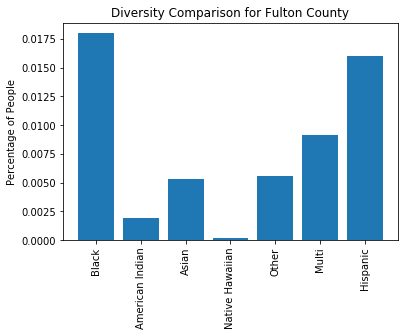 Diversity Comparison for Fulton County
Percentage of People
0.0175
0.0150
0.0125
0.0100
0.0075
0.0050
0.0025
0.0000
Black
American Indian
Asian
Native Hawaiian
Other
Multi
Hispanic